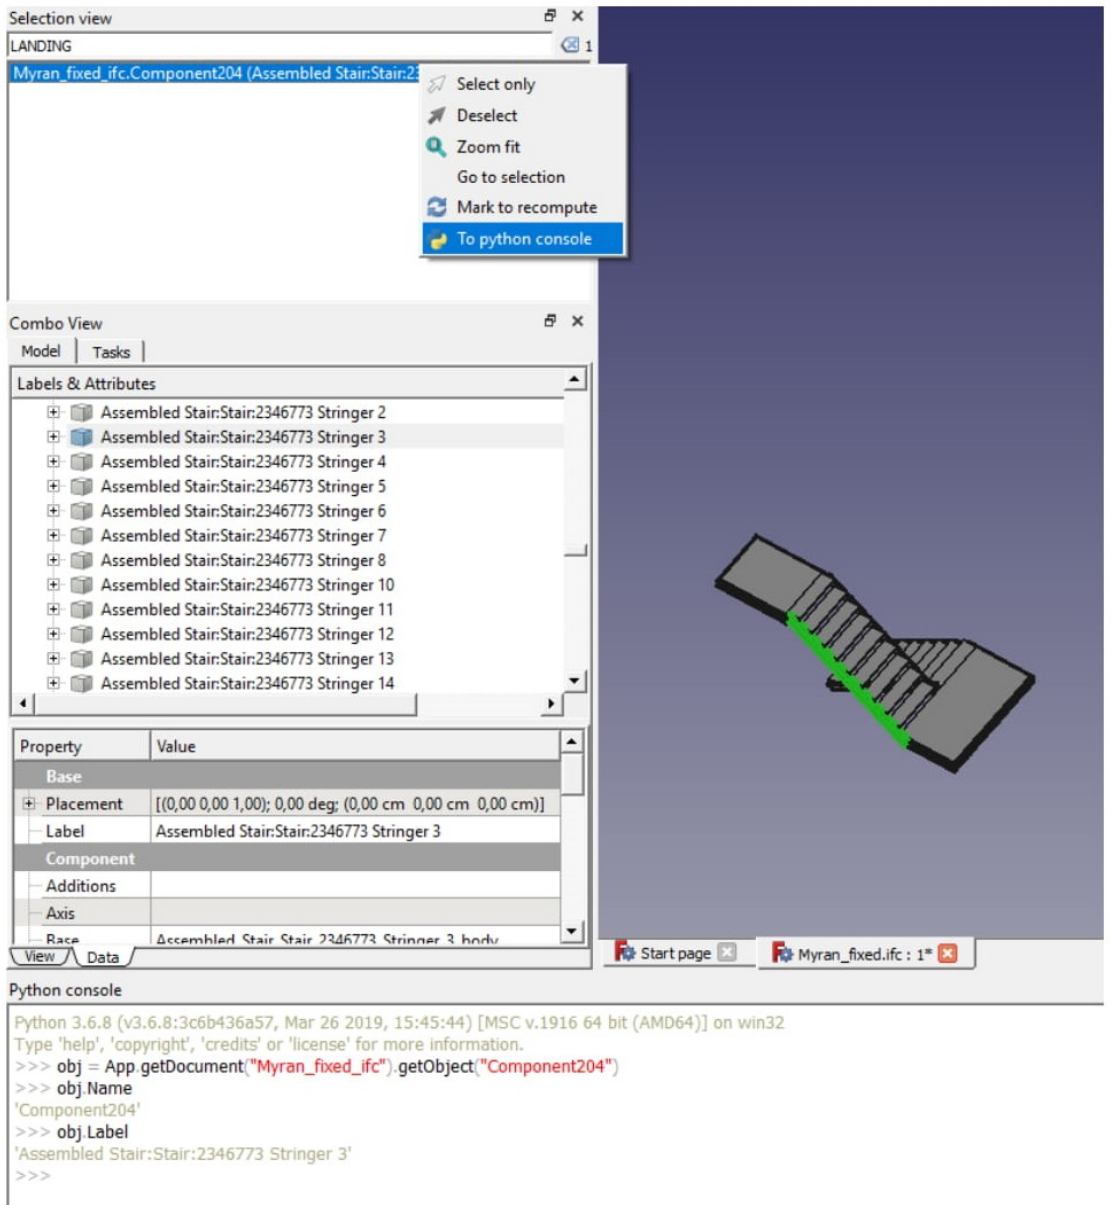 Selection view
LANDING 1
Myran_fixed_ifc.Component204 (Assembled Stair:Stair:23
Select only
Deselect
Zoom fit
Go to selection
Mark to recompute
To python console
Combo View
Model Tasks
Labels & Attributes
Assembled Stair:Stair:2346773 Stringer 2
Assembled Stair:Stair:2346773 Stringer 3
Assembled Stair:Stair:2346773 Stringer 4
Assembled Stair:Stair:2346773 Stringer 5
Assembled Stair:Stair:2346773 Stringer 6
Assembled Stair:Stair:2346773 Stringer 7
Assembled Stair:Stair:2346773 Stringer 8
Assembled Stair:Stair:2346773 Stringer 10
Assembled Stair:Stair:2346773 Stringer 11
Assembled Stair:Stair:2346773 Stringer 12
Assembled Stair:Stair:2346773 Stringer 13
Assembled Stair:Stair:2346773 Stringer 14
Property Value
Base
Placement [(0,00 0,00 1,00); 0,00 deg; (0,00 cm 0,00 cm 0,00 cm)]
Label Assembled Stair:Stair:2346773 Stringer 3
Component
Additions
Axis
Base Assembled_Stair_Stair_2346773_Stringer_3_body
View Data
Start page Myran_fixed.ifc : 1*
Python console
Python 3.6.8 (v3.6.8:3c6b436a57, Mar 26 2019, 15:45:44) [MSC v.1916 64 bit (AMD64)] on win32
Type 'help', 'copyright', 'credits' or 'license' for more information.
>>> obj = App.getDocument("Myran_fixed_ifc").getObject("Component204")
>>> obj.Name
'Component204'
>>> obj.Label
'Assembled Stair:Stair:2346773 Stringer 3'
>>>